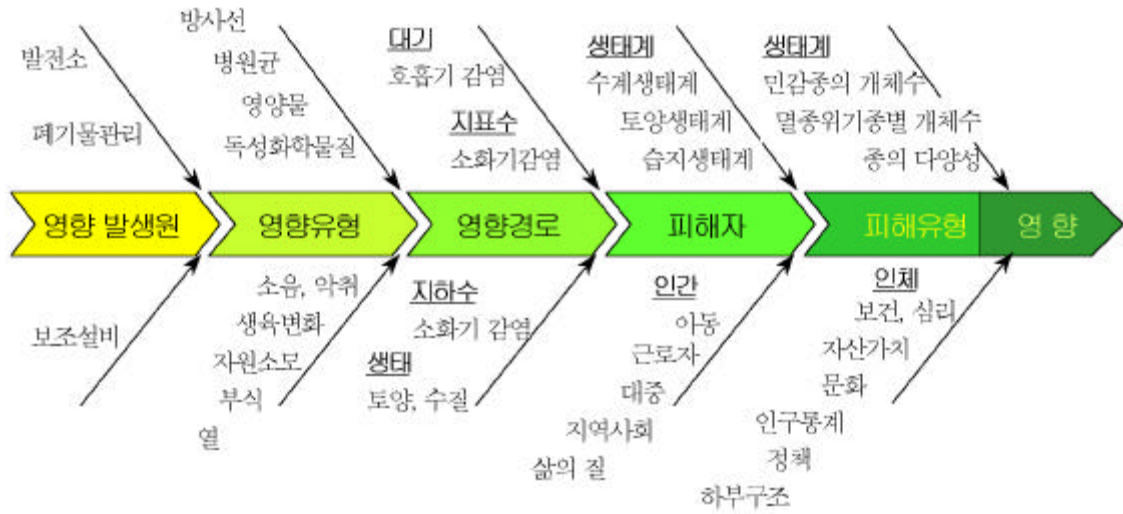 방사선
병원균
영양물
독성화학물질
발전소
폐기물관리
대기
호흡기 감염
지표수
소화기감염
생태계
수계생태계
토양생태계
습지생태계
생태계
민감종의 개체수
멸종위기종별 개체수
종의 다양성
영향 발생원
영향유형
영향경로
피해자
피해유형
영 향
보조설비
소음, 악취
생육변화
자원소모
부식
열
지하수
소화기 감염
생태
토양, 수질
인간
아동
근로자
대중
지역사회
삶의 질
인체
보건, 심리
자산가치
문화
인구통계
정책
하부구조